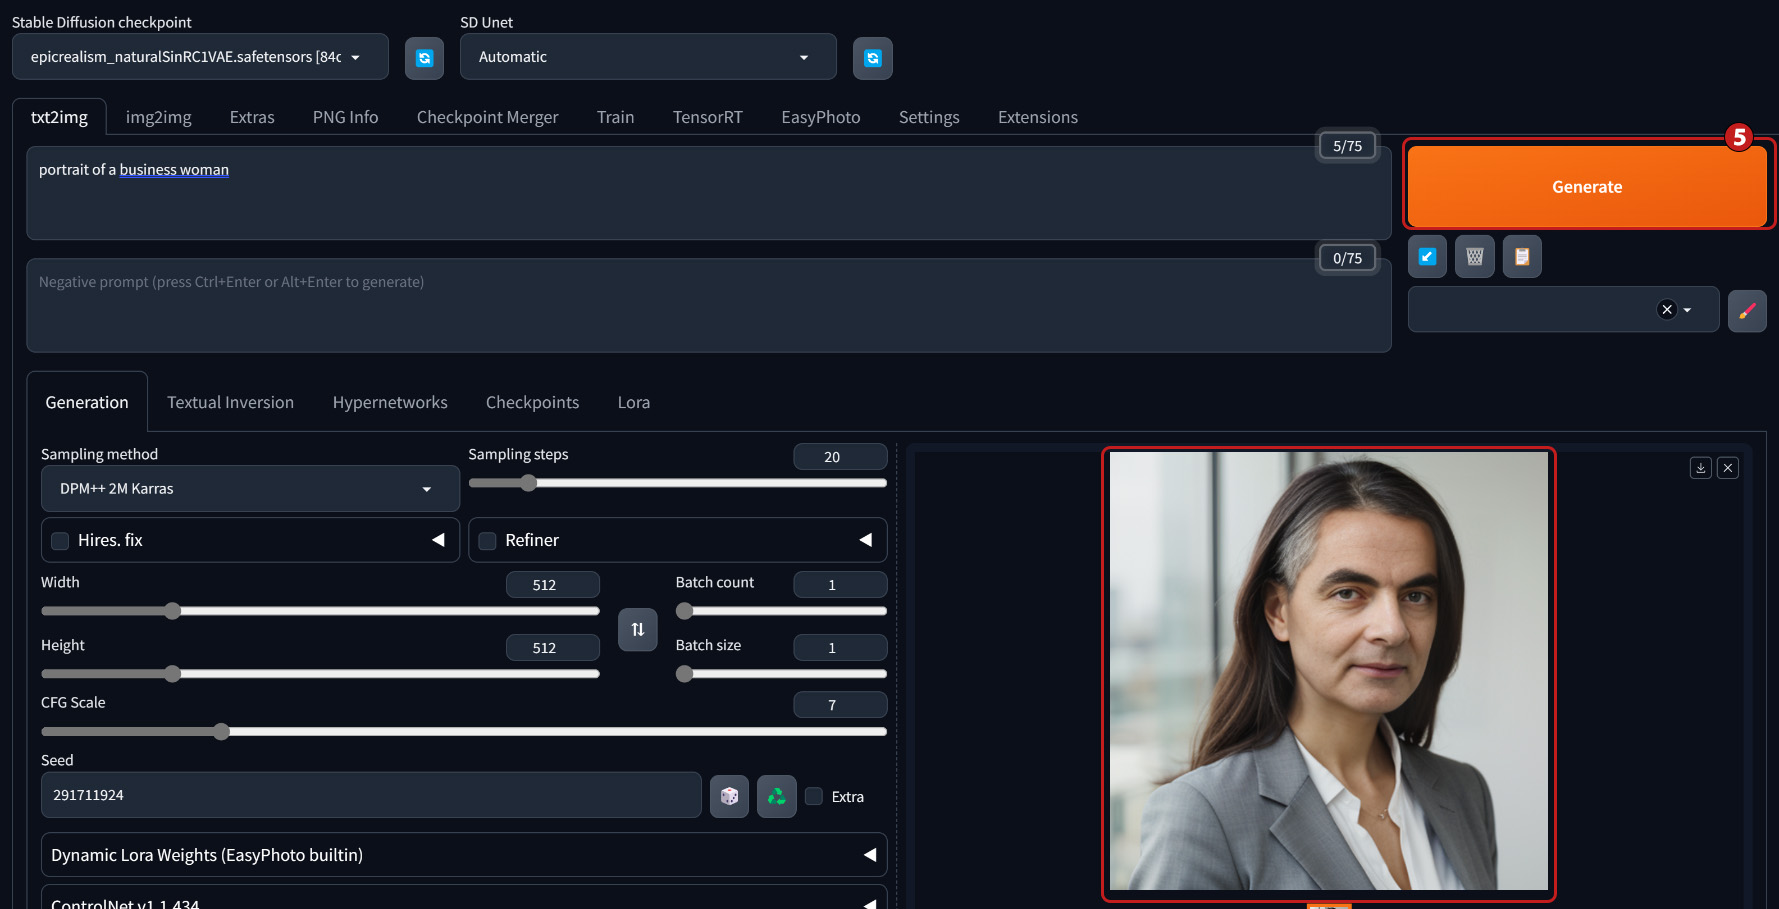 Stable Diffusion checkpoint
SD Unet
epicrealism_naturalSinRC1VAE.safetensors [84c
Automatic
txt2img
img2img
Extras
PNG Info
Checkpoint Merger
Train
TensorRT
EasyPhoto
Settings
Extensions
5/75
5
portrait of a business woman
Generate
0/75
Negative prompt (press Ctrl+Enter or Alt+Enter to generate)
Generation
Textual Inversion
Hypernetworks
Checkpoints
Lora
Sampling method
Sampling steps
20
DPM++ 2M Karras
Hires. fix
Refiner
Width
512
Batch count
1
Height
512
Batch size
1
CFG Scale
7
Seed
291711924
Extra
Dynamic Lora Weights (EasyPhoto builtin)
ControlNet v1.1.434